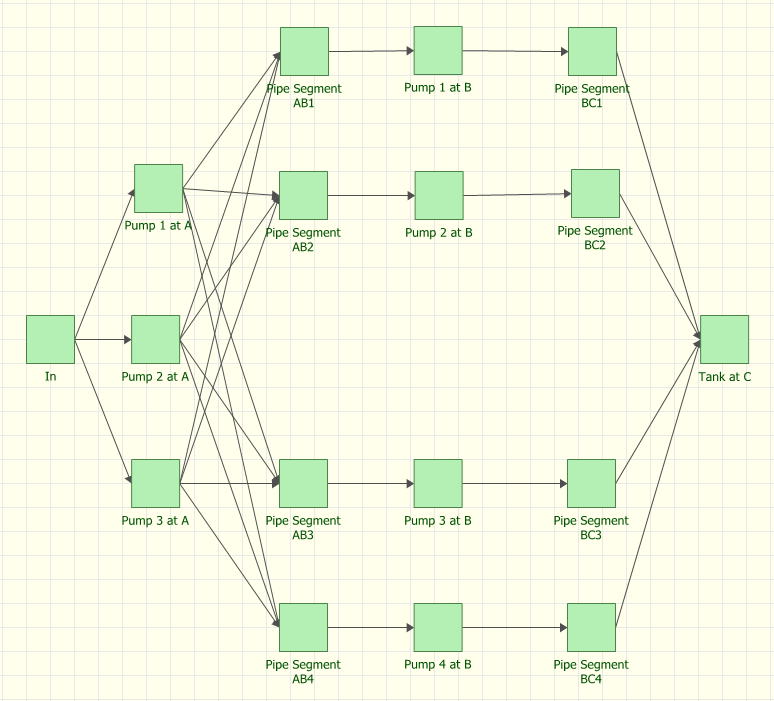 Pipe Segment
AB1
Pump 1 at B
Pipe Segment
BC1
Pump 1 at A
Pipe Segment
AB2
Pump 2 at B
Pipe Segment
BC2
In
Pump 2 at A
Tank at C
Pump 3 at A
Pipe Segment
AB3
Pump 3 at B
Pipe Segment
BC3
Pipe Segment
AB4
Pump 4 at B
Pipe Segment
BC4